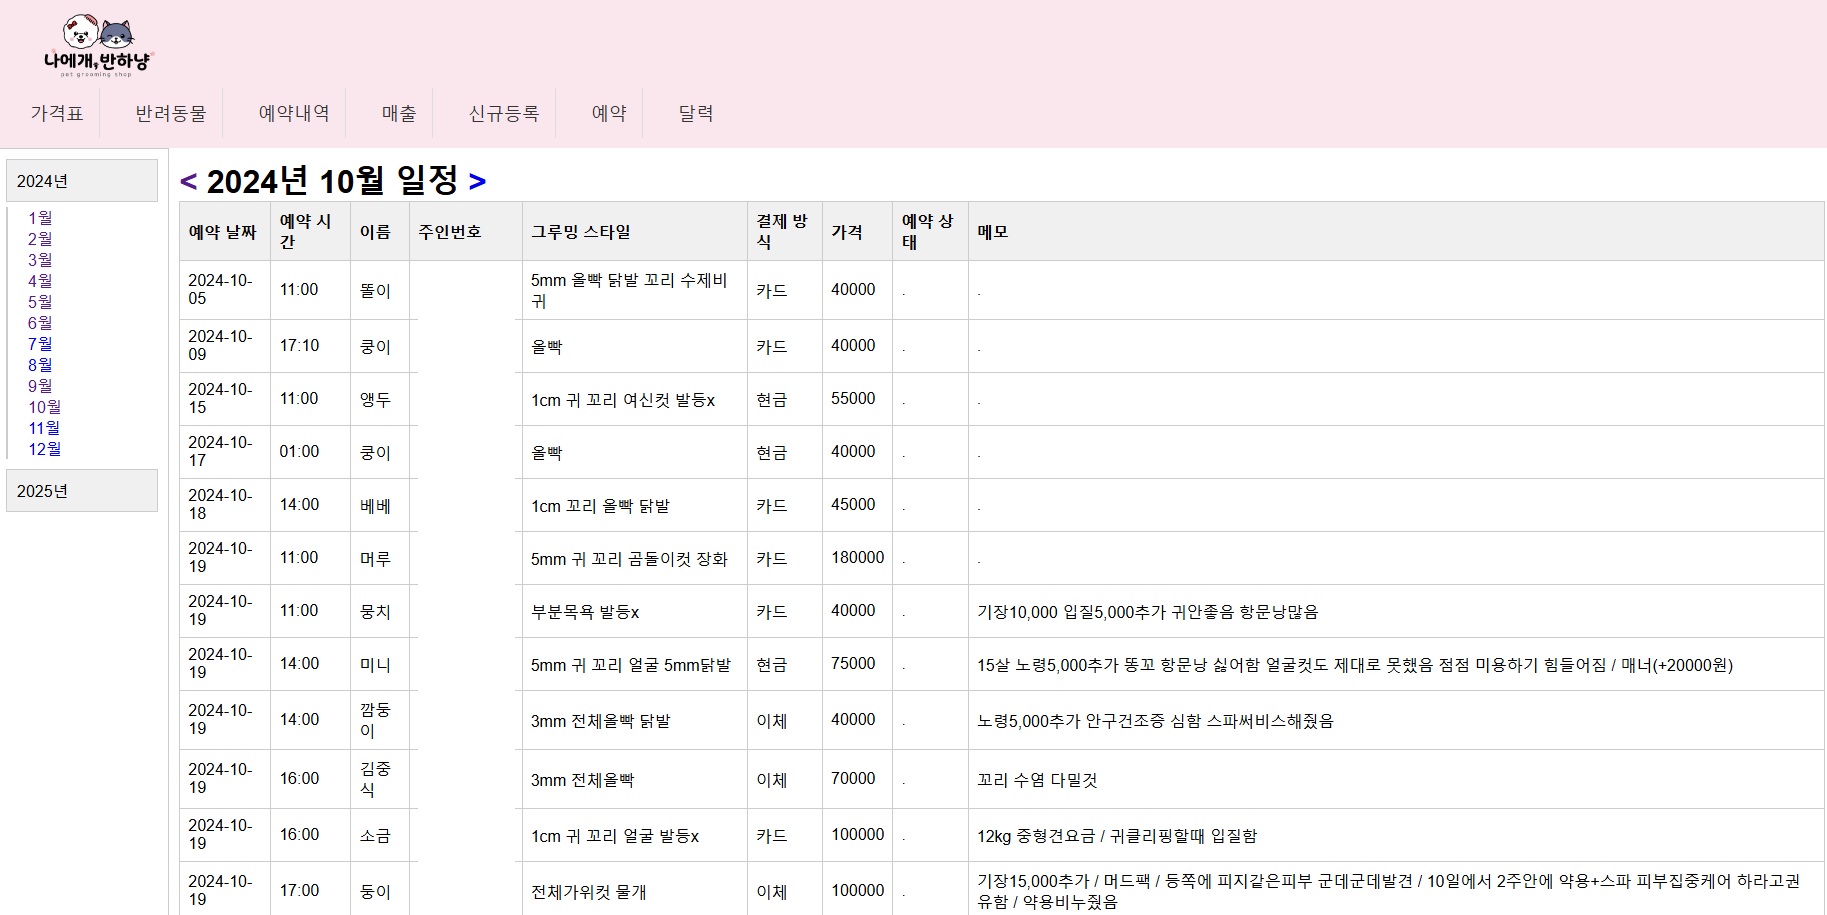 나에개,반하냥
pet grooming shop
가격표 반려동물 예약내역 매출 신규등록 예약 달력
2024년
1월
2월
3월
4월
5월
6월
7월
8월
9월
10월
11월
12월
2025년
< 2024년 10월 일정 >
예약 날짜 예약 시간 이름 주인번호 그루밍 스타일 결제 방식 가격 예약 상태 메모
2024-10-05 11:00 똘이 5mm 올빡 닭발 꼬리 수제비 귀 카드 40000 . .
2024-10-09 17:10 쿵이 올빡 카드 40000 . .
2024-10-15 11:00 앵두 1cm 귀 꼬리 여신컷 발등x 현금 55000 . .
2024-10-17 01:00 쿵이 올빡 현금 40000 . .
2024-10-18 14:00 베베 1cm 꼬리 올빡 닭발 카드 45000 . .
2024-10-19 11:00 머루 5mm 귀 꼬리 곰돌이컷 장화 카드 180000 . .
2024-10-19 11:00 뭉치 부분목욕 발등x 카드 40000 . 기장10,000 입질5,000추가 귀안좋음 항문낭많음
2024-10-19 14:00 미니 5mm 귀 꼬리 얼굴 5mm닭발 현금 75000 . 15살 노령5,000추가 똥꼬 항문낭 싫어함 얼굴컷도 제대로 못했음 점점 미용하기 힘들어짐 / 매너(+20000원)
2024-10-19 14:00 깜둥이 3mm 전체올빡 닭발 이체 40000 . 노령5,000추가 안구건조증 심함 스파써비스해줬음
2024-10-19 16:00 김중식 3mm 전체올빡 이체 70000 . 꼬리 수염 다밀것
2024-10-19 16:00 소금 1cm 귀 꼬리 얼굴 발등x 카드 100000 . 12kg 중형견요금 / 귀클리핑할때 입질함
2024-10-19 17:00 둥이 전체가위컷 물개 이체 100000 . 기장15,000추가 / 머드팩 / 등쪽에 피지같은피부 군데군데발견 / 10일에서 2주안에 약용+스파 피부집중케어 하라고권유함 / 약용비누줬음